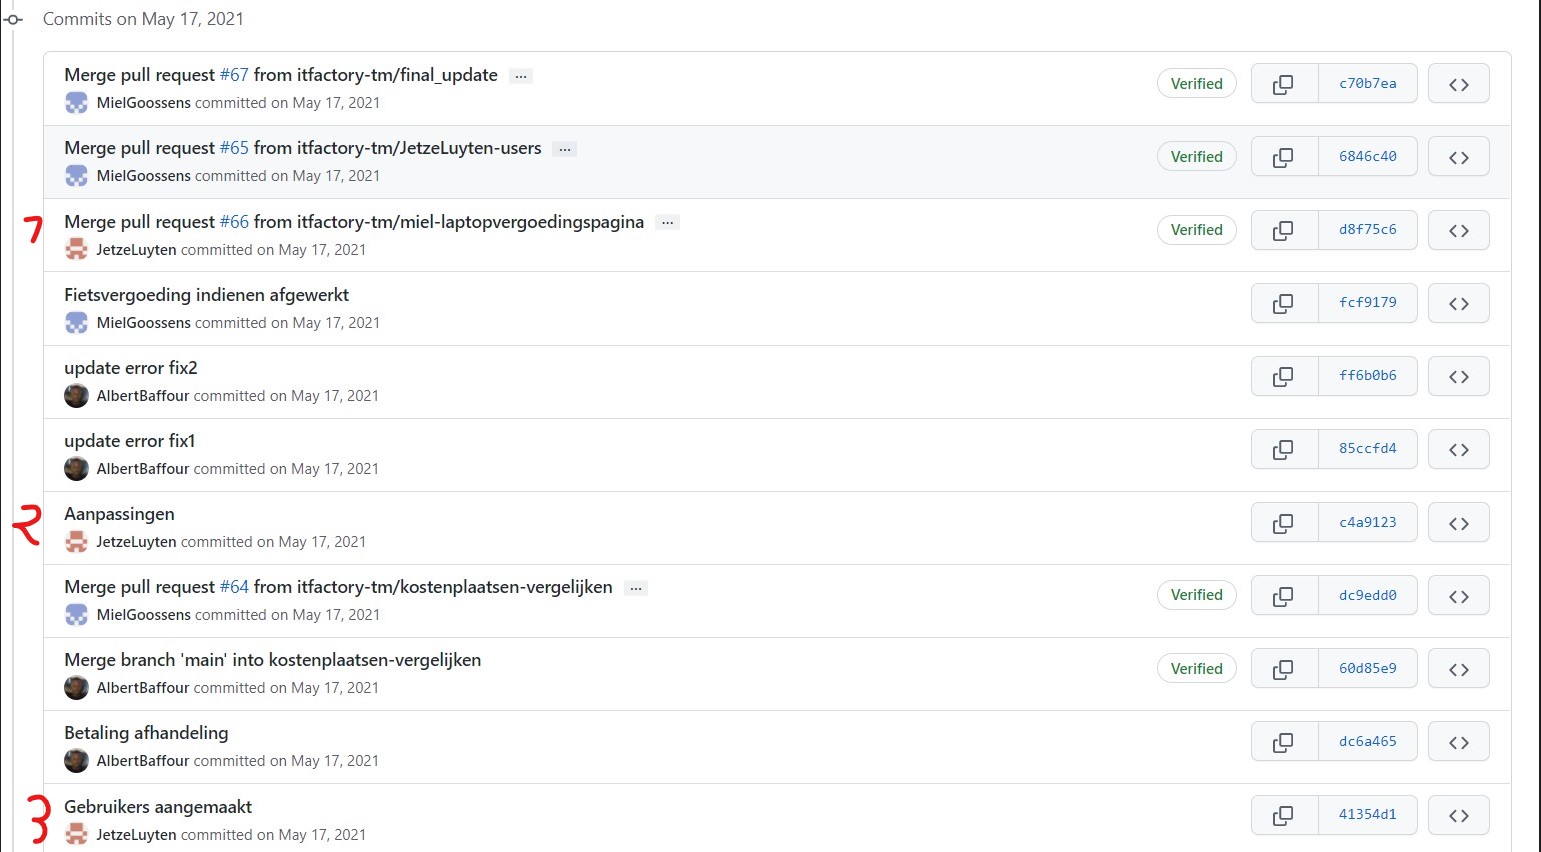 Commits on May 17, 2021
Merge pull request #67 from itfactory-tm/final_update ...
Verified c70b7ea
MielGoossens committed on May 17, 2021
Merge pull request #65 from itfactory-tm/JetzeLuyten-users ...
Verified 6846c40
MielGoossens committed on May 17, 2021
1 Merge pull request #66 from itfactory-tm/miel-laptopvergoedingspagina ...
Verified d8f75c6
JetzeLuyten committed on May 17, 2021
Fietsvergoeding indienen afgewerkt
fcf9179
MielGoossens committed on May 17, 2021
update error fix2
ff6b0b6
AlbertBaffour committed on May 17, 2021
update error fix1
85ccfd4
AlbertBaffour committed on May 17, 2021
2 Aanpassingen
c4a9123
JetzeLuyten committed on May 17, 2021
Merge pull request #64 from itfactory-tm/kostenplaatsen-vergelijken ...
Verified dc9edd0
MielGoossens committed on May 17, 2021
Merge branch 'main' into kostenplaatsen-vergelijken
Verified 60d85e9
AlbertBaffour committed on May 17, 2021
Betaling afhandeling
dc6a465
AlbertBaffour committed on May 17, 2021
3 Gebruikers aangemaakt
41354d1
JetzeLuyten committed on May 17, 2021